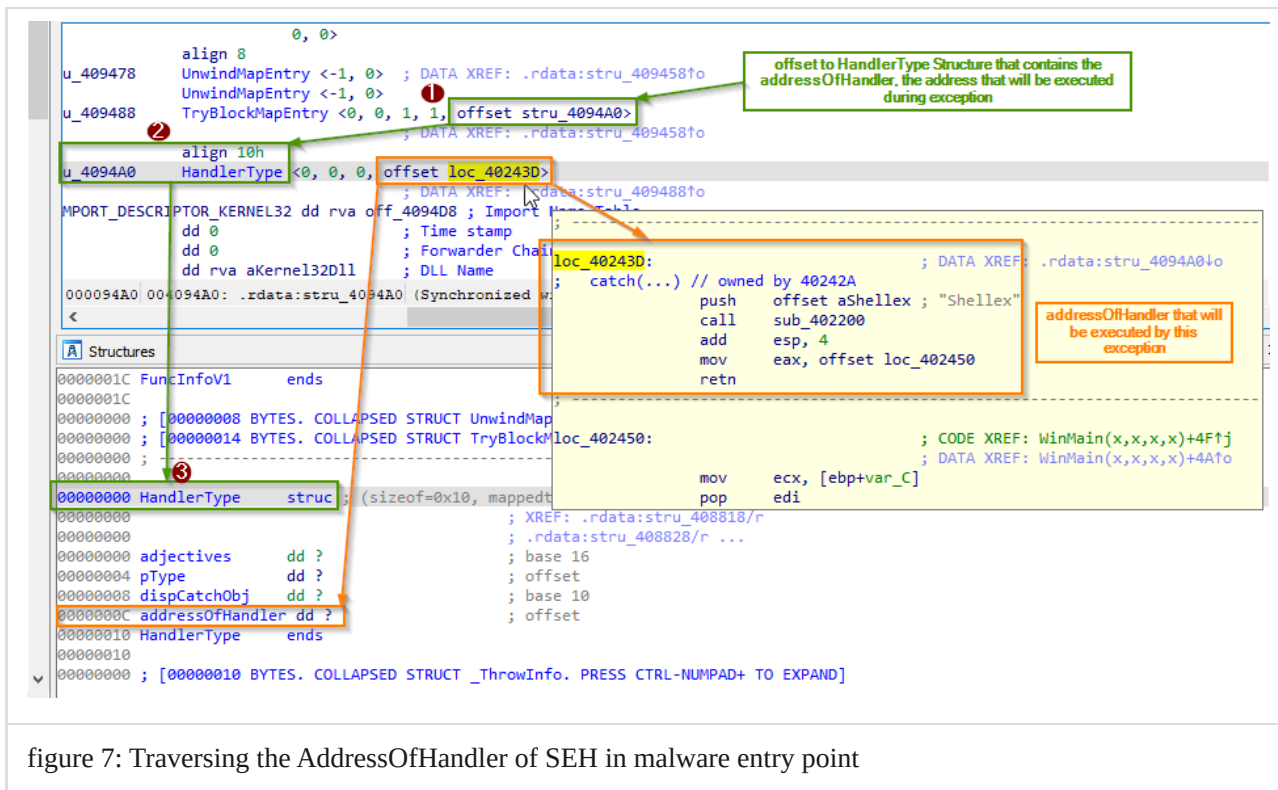 0, 0>
align 8
u_409478 UnwindMapEntry <-1, 0> ; DATA XREF: .rdata:stru_409458↑o
UnwindMapEntry <-1, 0>
u_409488 TryBlockMapEntry <0, 0, 1, 1, offset stru_4094A0>
; DATA XREF: .rdata:stru_409458↑o
align 10h
u_4094A0 HandlerType <0, 0, 0, offset loc_40243D>
; DATA XREF: .rdata:stru_409488↑o
MPORT_DESCRIPTOR_KERNEL32 dd rva off_4094D8 ; Import Name Table
dd 0 ; Time stamp
dd 0 ; Forwarder Chain
dd rva aKernel32Dll ; DLL Name
000094A0 004094A0: .rdata:stru_4094A0 (Synchronized w
1
2
3
offset to HandlerType Structure that contains the
addressOfHandler, the address that will be executed
during exception
; ---------------------------------------------------------------------------
loc_40243D: ; DATA XREF: .rdata:stru_4094A0↓o
; catch(...) // owned by 40242A
push offset aShellex ; "Shellex"
call sub_402200
add esp, 4
mov eax, offset loc_402450
retn
; ---------------------------------------------------------------------------
loc_402450: ; CODE XREF: WinMain(x,x,x,x)+4F↑j
; DATA XREF: WinMain(x,x,x,x)+4A↑o
mov ecx, [ebp+var_C]
pop edi
addressOfHandler that will
be executed by this
exception
A Structures
0000001C FuncInfoV1 ends
0000001C
00000000 ; [00000008 BYTES. COLLAPSED STRUCT UnwindMap
00000000 ; [00000014 BYTES. COLLAPSED STRUCT TryBlockM
00000000 ; ---------------------------------------------------------------------------
00000000
00000000 HandlerType struc ; (sizeof=0x10, mappedt
00000000 ; XREF: .rdata:stru_408818/r
00000000 ; .rdata:stru_408828/r ...
00000000 adjectives dd ? ; base 16
00000004 pType dd ? ; offset
00000008 dispCatchObj dd ? ; base 10
0000000C addressOfHandler dd ? ; offset
00000010 HandlerType ends
00000010
00000000 ; [00000010 BYTES. COLLAPSED STRUCT _ThrowInfo. PRESS CTRL-NUMPAD+ TO EXPAND]
figure 7: Traversing the AddressOfHandler of SEH in malware entry point